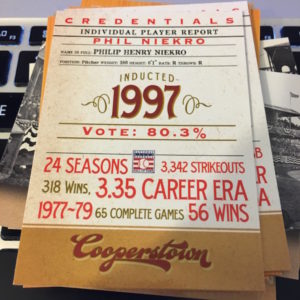 CREDENTIALS
INDIVIDUAL PLAYER REPORT
PHIL NIEKRO
NAME IN FULL: PHILIP HENRY NIEKRO
POSITION: Pitcher WEIGHT: 180 HEIGHT: 6'1" BATS: R THROWS: R
INDUCTED
1997
VOTE: 80.3%
24 SEASONS 3,342 STRIKEOUTS
318 WINS, 3.35 CAREER ERA
1977-79 65 COMPLETE GAMES 56 WINS
Cooperstown